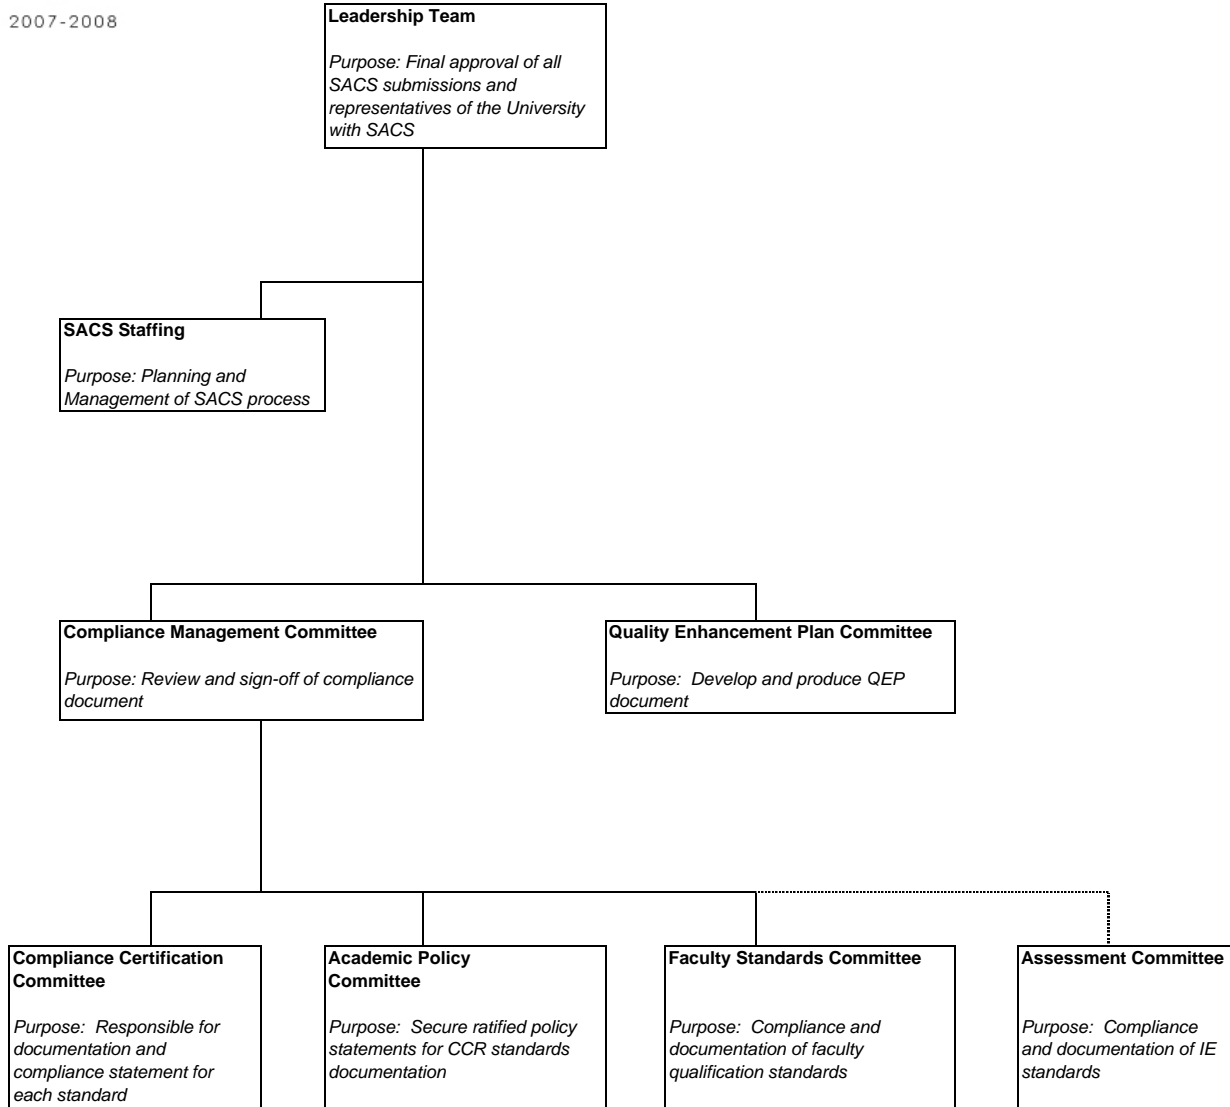 2007-2008
Leadership Team
Purpose: Final approval of all
SACS submissions and
representatives of the University
with SACS
SACS Staffing
Purpose: Planning and
Management of SACS process
Compliance Management Committee
Purpose: Review and sign-off of compliance
document
Quality Enhancement Plan Committee
Purpose: Develop and produce QEP
document
Compliance Certification
Committee
Purpose: Responsible for
documentation and
compliance statement for
each standard
Academic Policy
Committee
Purpose: Secure ratified policy
statements for CCR standards
documentation
Faculty Standards Committee
Purpose: Compliance and
documentation of faculty
qualification standards
Assessment Committee
Purpose: Compliance
and documentation of IE
standards